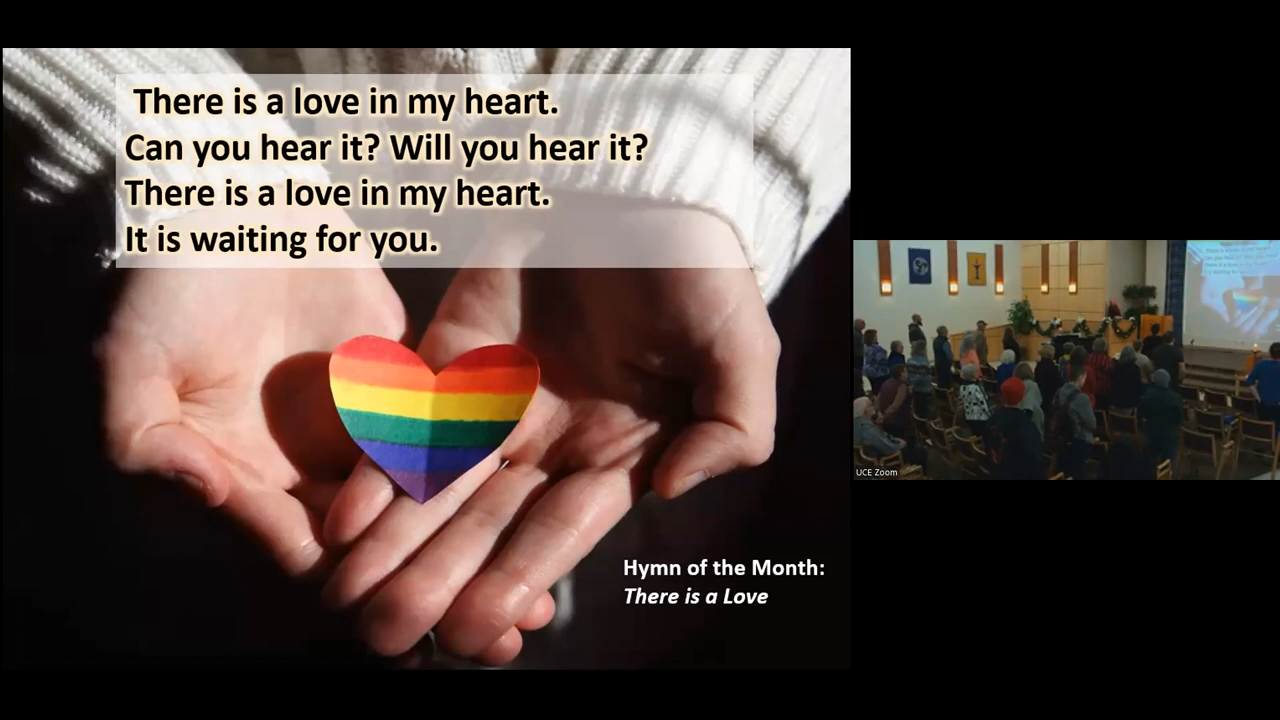 There is a love in my heart.
Can you hear it? Will you hear it?
There is a love in my heart.
It is waiting for you.
Hymn of the Month:
There is a Love
UCE Zoom